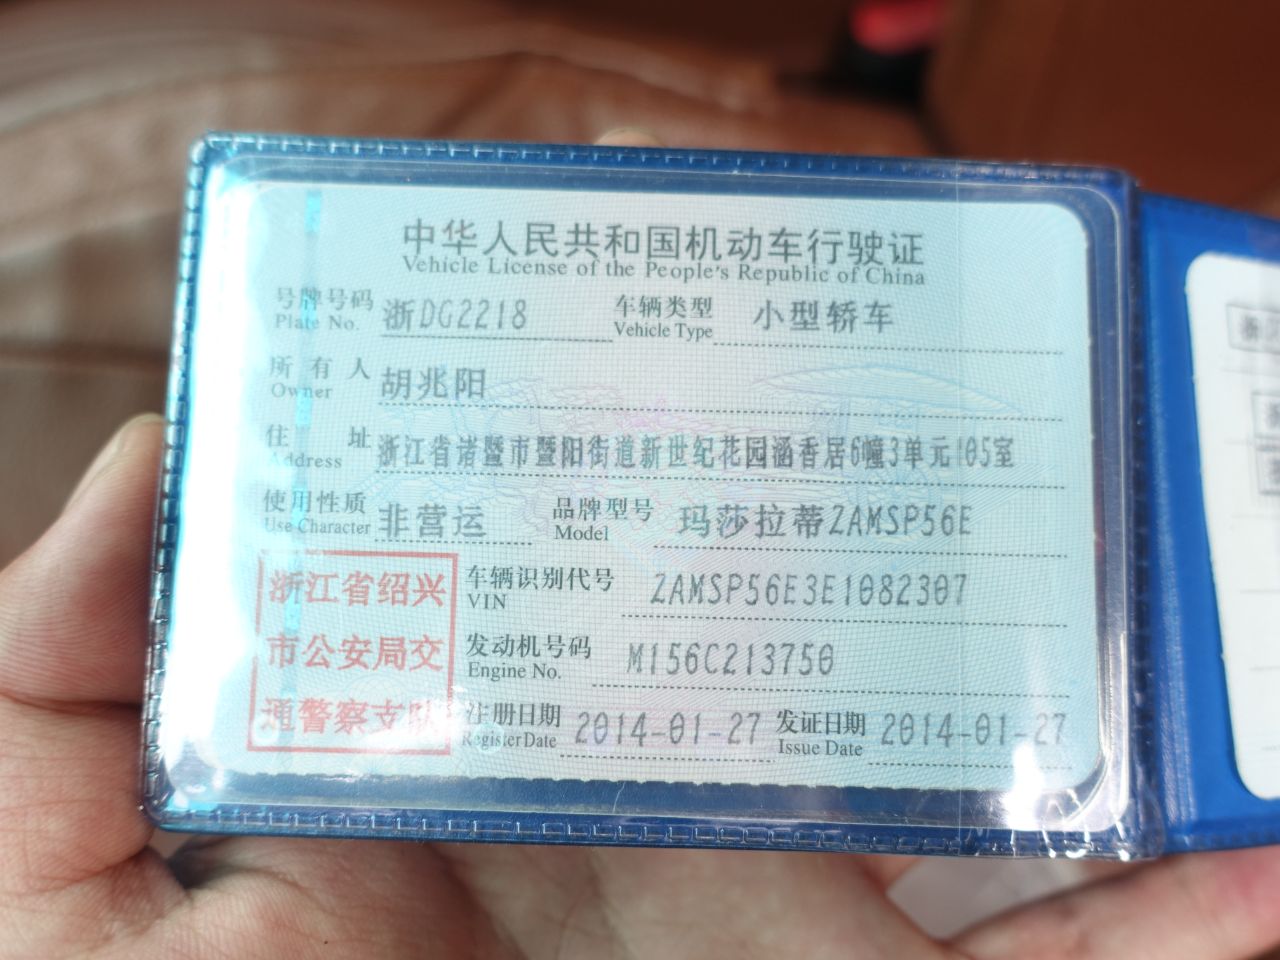 中华人民共和国机动车行驶证
Vehicle License of the People's Republic of China
号牌号码 浙DG2218 车辆类型 小型轿车
Plate No. Vehicle Type
所有人 胡兆阳
Owner
住址 浙江省诸暨市暨阳街道新世纪花园涵香居6幢3单元105室
Address
使用性质 非营运 品牌型号 玛莎拉蒂ZAMSP56E
Use Character Model
浙江省绍兴
市公安局交
通警察支队
车辆识别代号 ZAMSP56E3E1082307
VIN
发动机号码 M156C213750
Engine No.
注册日期 2014-01-27 发证日期 2014-01-27
Register Date Issue Date